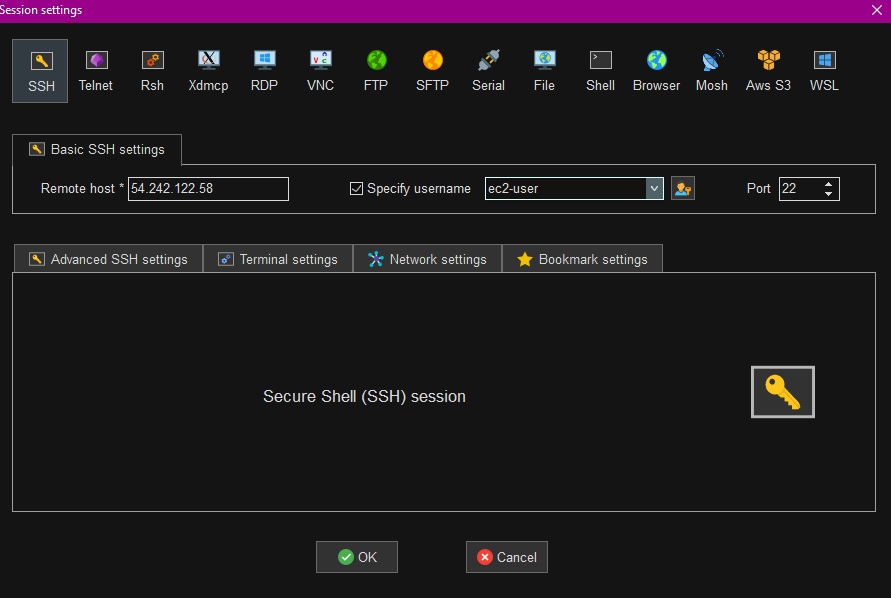 Session settings
SSH Telnet Rsh Xdmcp RDP VNC FTP SFTP Serial File Shell Browser Mosh Aws S3 WSL
Basic SSH settings
Remote host * 54.242.122.58 Specify username ec2-user Port 22
Advanced SSH settings Terminal settings Network settings Bookmark settings
Secure Shell (SSH) session
OK Cancel